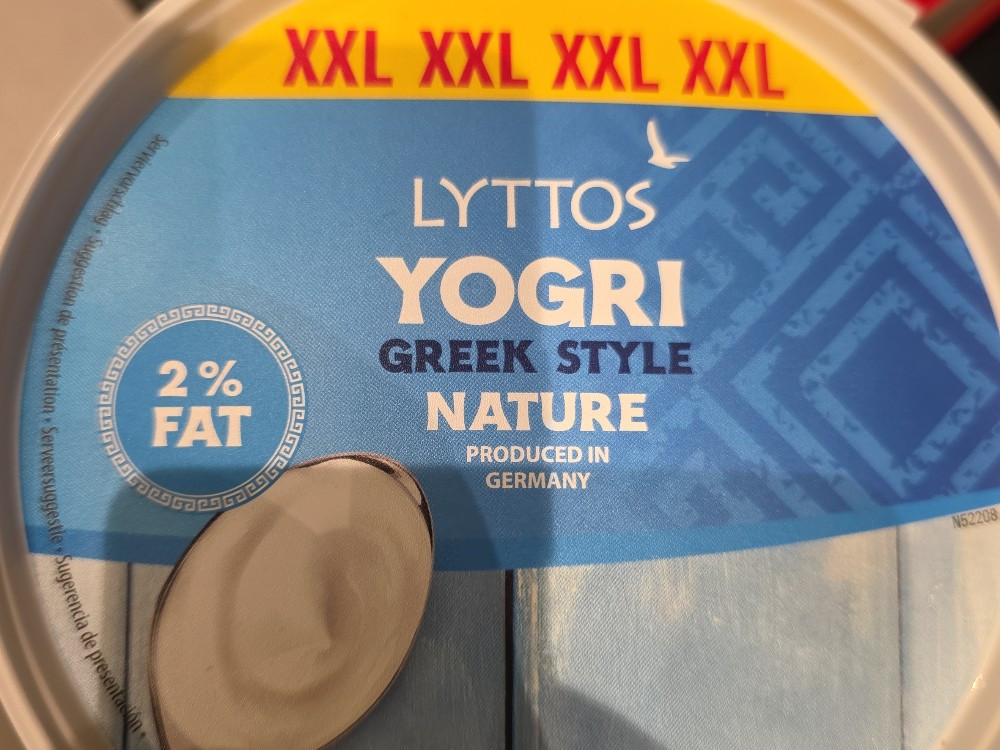 XXL XXL XXL XXL
LYTTOS
YOGRI
GREEK STYLE
NATURE
PRODUCED IN
GERMANY
2 %
FAT
Serviervorschlag • Suggestion de présentation • Serveersuggestie • Sugerencia de presentación •
N52208